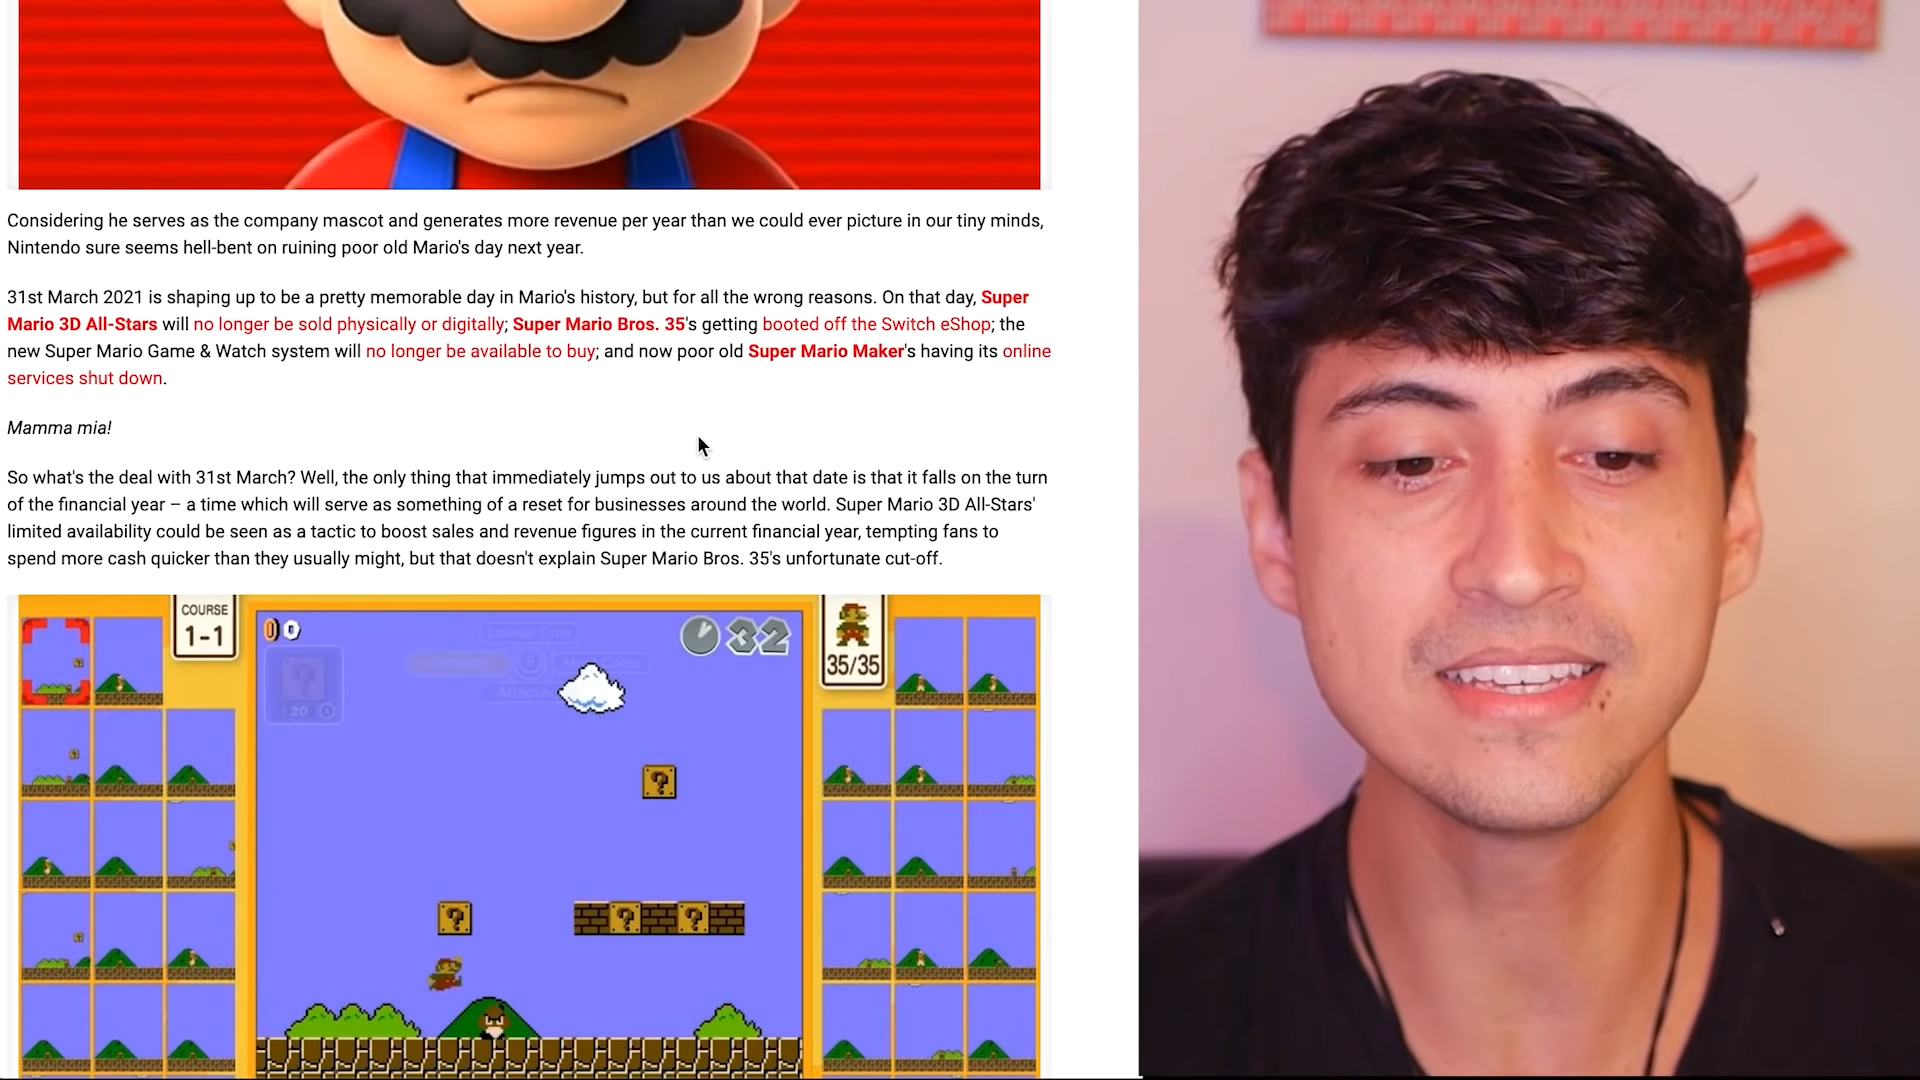 Considering he serves as the company mascot and generates more revenue per year than we could ever picture in our tiny minds,
Nintendo sure seems hell-bent on ruining poor old Mario's day next year.
31st March 2021 is shaping up to be a pretty memorable day in Mario's history, but for all the wrong reasons. On that day, Super
Mario 3D All-Stars will no longer be sold physically or digitally; Super Mario Bros. 35's getting booted off the Switch eShop; the
new Super Mario Game & Watch system will no longer be available to buy; and now poor old Super Mario Maker's having its online
services shut down.
Mamma mia!
So what's the deal with 31st March? Well, the only thing that immediately jumps out to us about that date is that it falls on the turn
of the financial year – a time which will serve as something of a reset for businesses around the world. Super Mario 3D All-Stars'
limited availability could be seen as a tactic to boost sales and revenue figures in the current financial year, tempting fans to
spend more cash quicker than they usually might, but that doesn't explain Super Mario Bros. 35's unfortunate cut-off.
COURSE
1-1
0
32
35/35
20